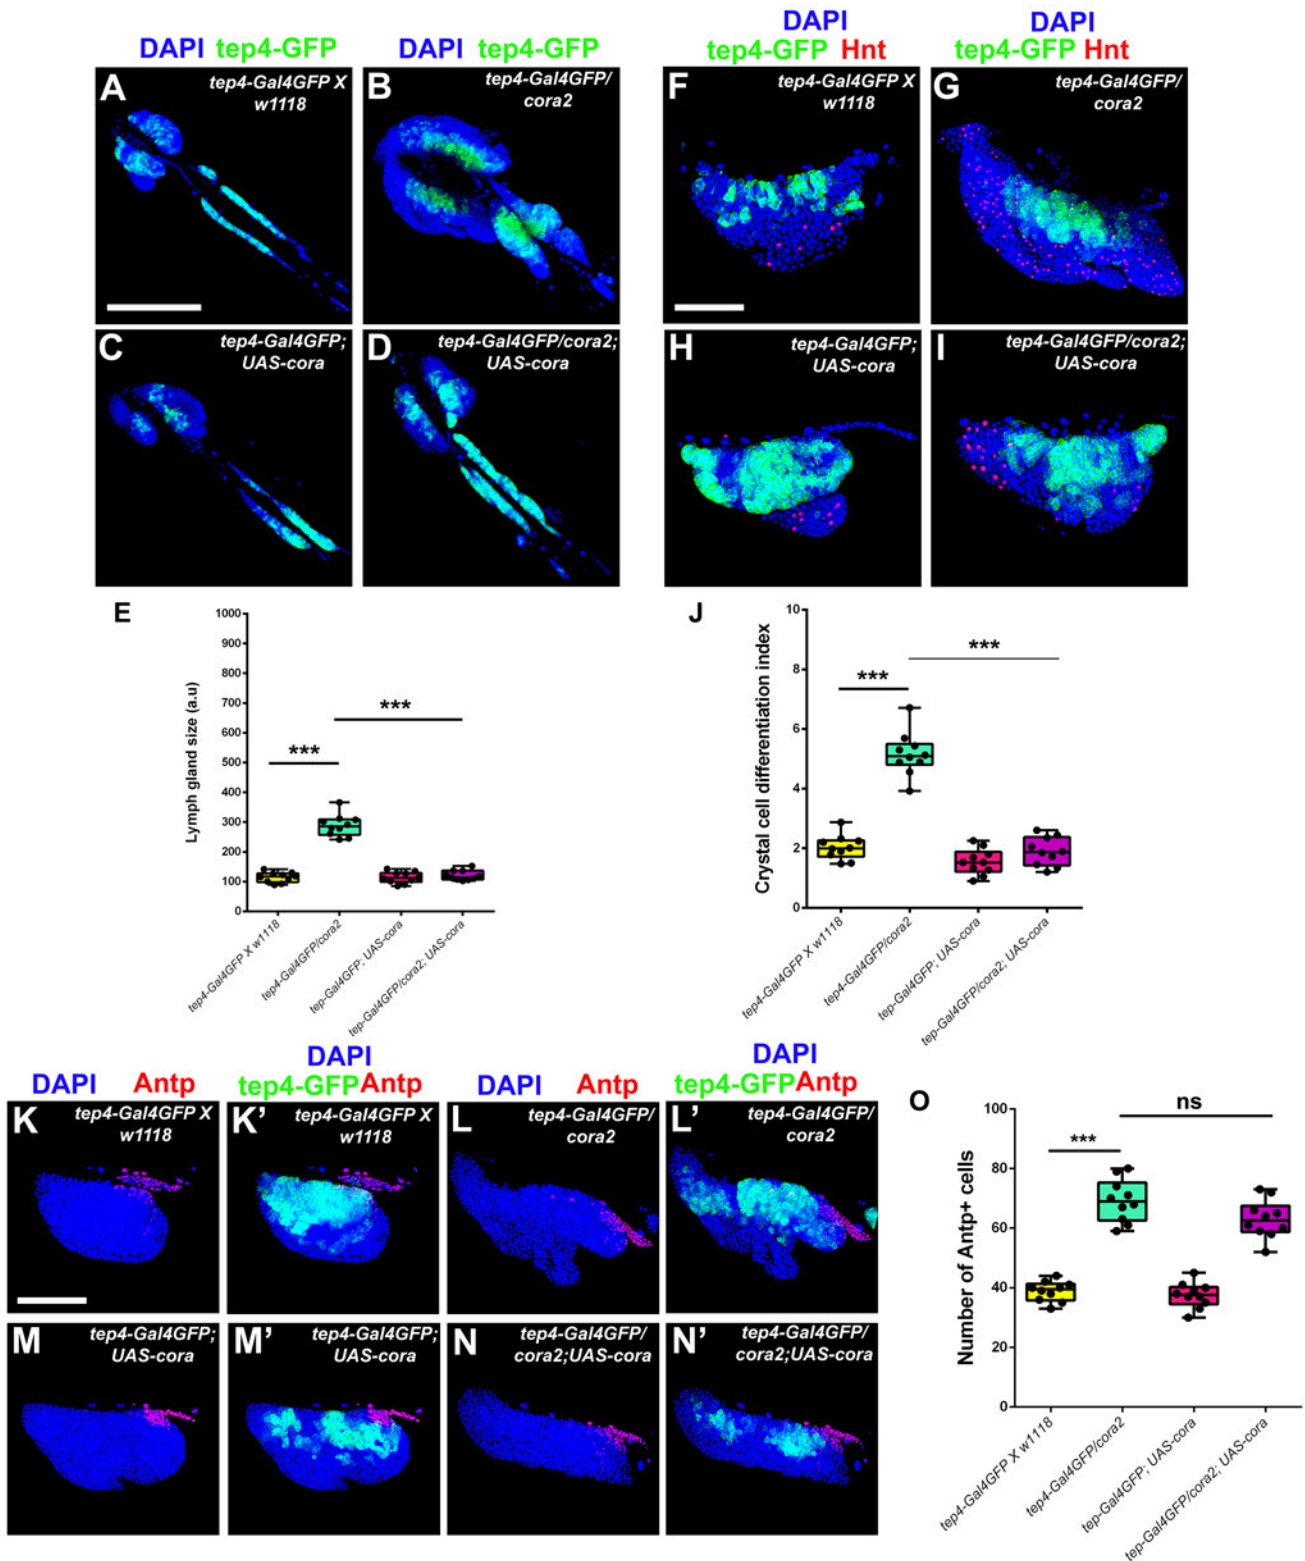 DAPI tep4-GFP
DAPI tep4-GFP
DAPI
tep4-GFP Hnt
DAPI
tep4-GFP Hnt
A
tep4-Gal4GFP X
w1118
B
tep4-Gal4GFP/
cora2
F
tep4-Gal4GFP X
w1118
G
tep4-Gal4GFP/
cora2
C
tep4-Gal4GFP;
UAS-cora
D
tep4-Gal4GFP/cora2;
UAS-cora
H
tep4-Gal4GFP;
UAS-cora
I
tep4-Gal4GFP/cora2;
UAS-cora
E
Lymph gland size (a.u)
1000
900
800
700
600
500
400
300
200
100
0
***
***
tep4-Gal4GFP X w1118
tep4-Gal4GFP/cora2
tep-Gal4GFP; UAS-cora
tep-Gal4GFP/cora2; UAS-cora
J
Crystal cell differentiation index
10
8
6
4
2
0
***
***
tep4-Gal4GFP X w1118
tep4-Gal4GFP/cora2
tep-Gal4GFP; UAS-cora
tep-Gal4GFP/cora2; UAS-cora
DAPI Antp
DAPI
tep4-GFP Antp
DAPI Antp
DAPI
tep4-GFP Antp
K
tep4-Gal4GFP X
w1118
K’
tep4-Gal4GFP X
w1118
L
tep4-Gal4GFP/
cora2
L’
tep4-Gal4GFP/
cora2
M
tep4-Gal4GFP;
UAS-cora
M’
tep4-Gal4GFP;
UAS-cora
N
tep4-Gal4GFP/
cora2;UAS-cora
N’
tep4-Gal4GFP/
cora2;UAS-cora
O
Number of Antp+ cells
100
80
60
40
20
0
***
ns
tep4-Gal4GFP X w1118
tep4-Gal4GFP/cora2
tep-Gal4GFP; UAS-cora
tep-Gal4GFP/cora2; UAS-cora